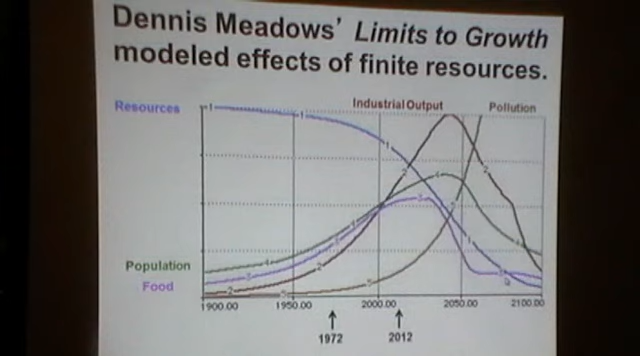 Dennis Meadows' Limits to Growth
modeled effects of finite resources.
Resources
Industrial Output
Pollution
Population
Food
1900.00
1950.00
2000.00
2050.00
2100.00
1972
2012